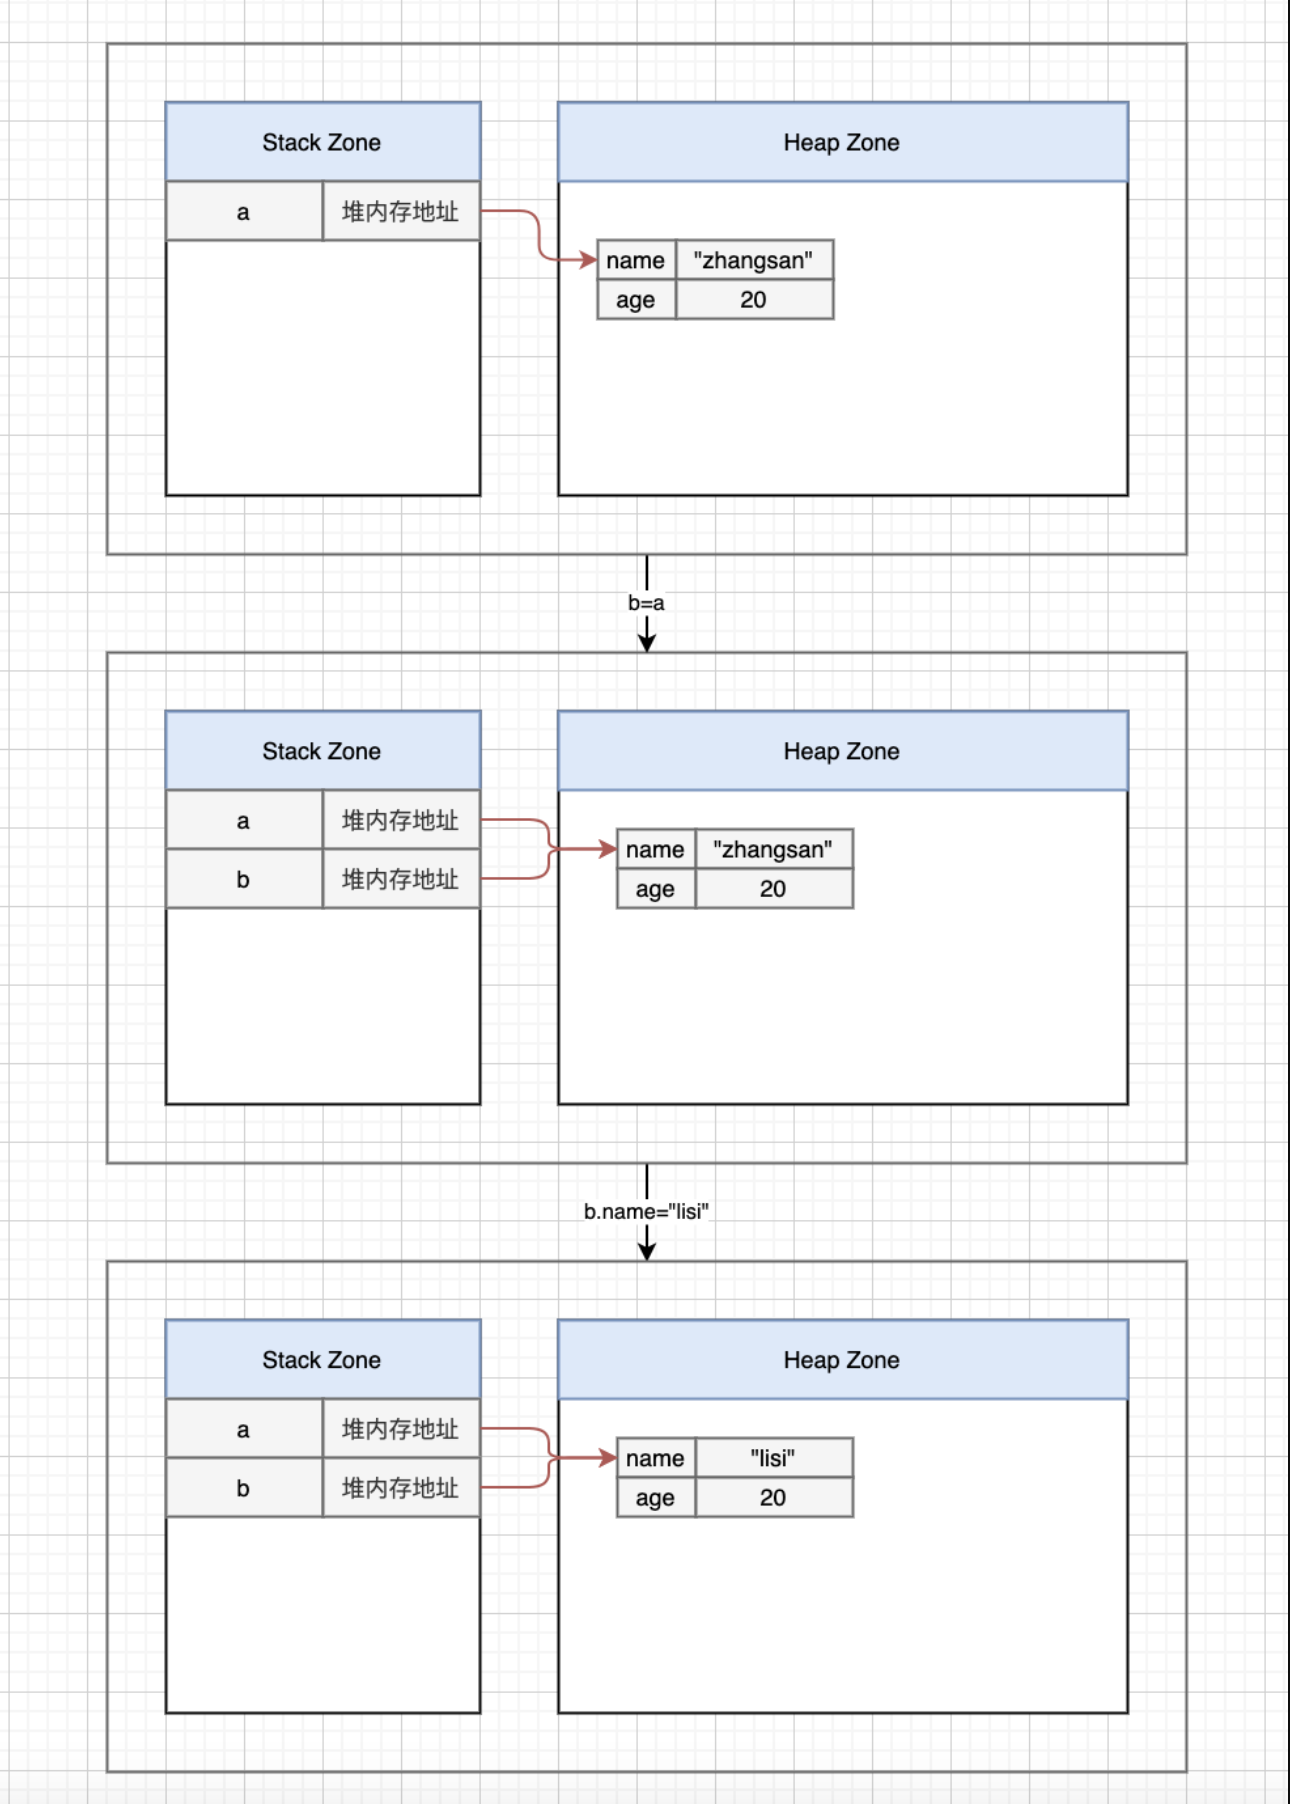 Stack Zone
Heap Zone
a 堆内存地址
name "zhangsan"
age 20
b=a
Stack Zone
Heap Zone
a 堆内存地址
b 堆内存地址
name "zhangsan"
age 20
b.name="lisi"
Stack Zone
Heap Zone
a 堆内存地址
b 堆内存地址
name "lisi"
age 20